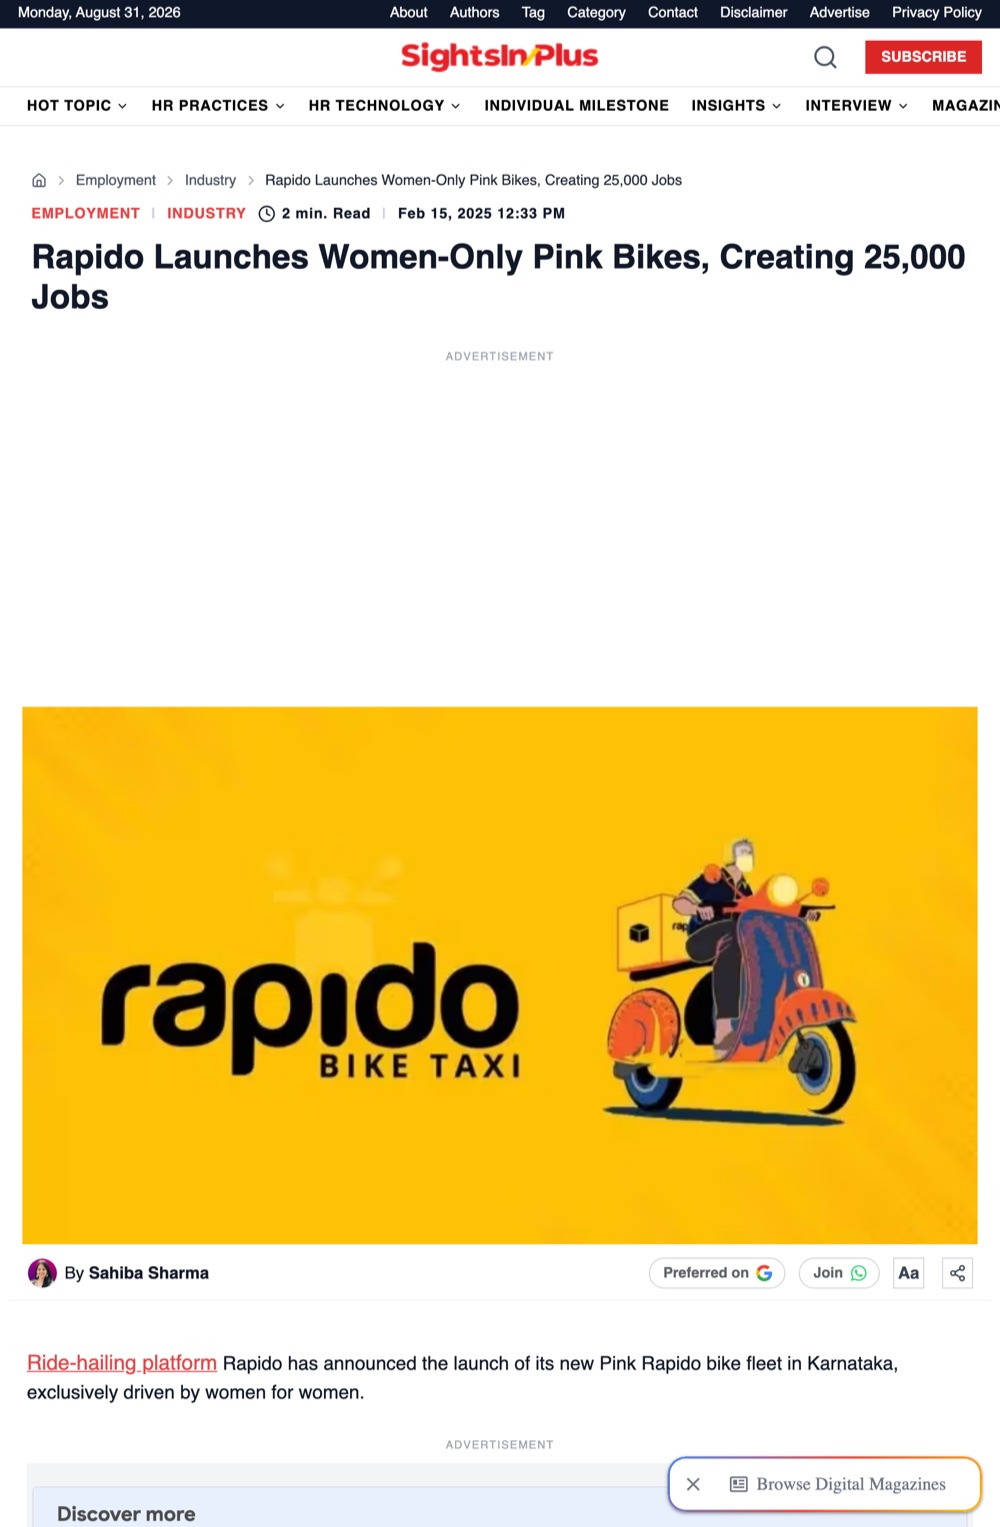 Monday, August 31, 2026
About Authors Tag Category Contact Disclaimer Advertise Privacy Policy
SightsIn Plus
SUBSCRIBE
HOT TOPIC HR PRACTICES HR TECHNOLOGY INDIVIDUAL MILESTONE INSIGHTS INTERVIEW MAGAZIN
Employment Industry Rapido Launches Women-Only Pink Bikes, Creating 25,000 Jobs
EMPLOYMENT INDUSTRY 2 min. Read Feb 15, 2025 12:33 PM
Rapido Launches Women-Only Pink Bikes, Creating 25,000
Jobs
ADVERTISEMENT
rap
rapido
BIKE TAXI
By Sahiba Sharma
Preferred on G Join Aa
Ride-hailing platform Rapido has announced the launch of its new Pink Rapido bike fleet in Karnataka,
exclusively driven by women for women.
ADVERTISEMENT
Browse Digital Magazines
Discover more